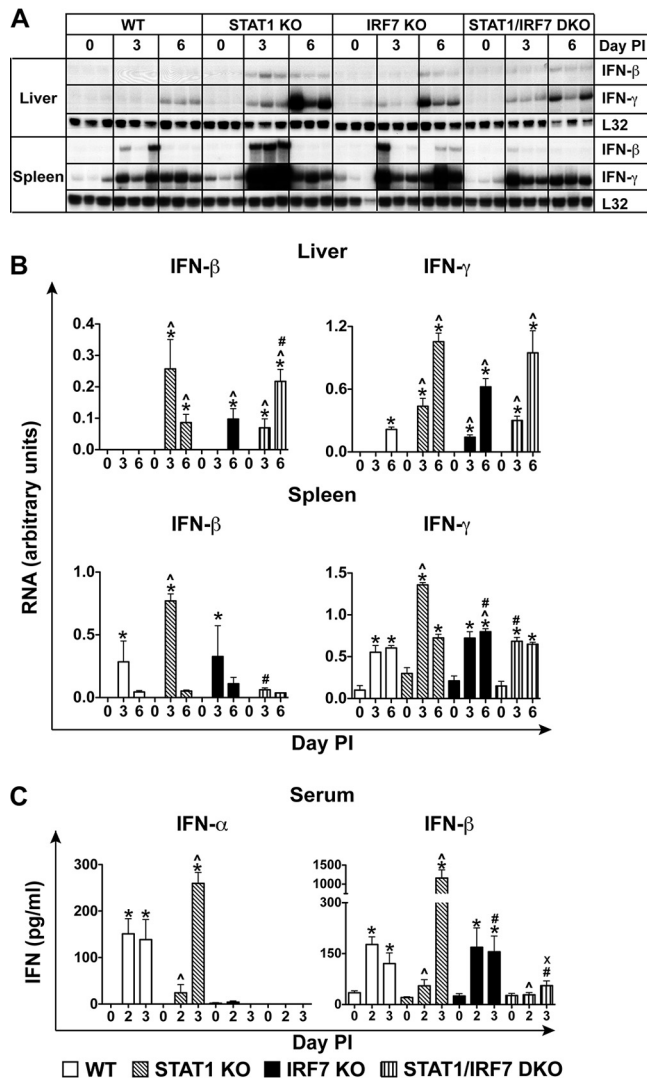 A
WT STAT1 KO IRF7 KO STAT1/IRF7 DKO
0 3 6 0 3 6 0 3 6 0 3 6 Day PI
Liver
IFN-β
IFN-γ
L32
Spleen
IFN-β
IFN-γ
L32
B
Liver
IFN-β IFN-γ
RNA (arbitrary units)
0.4
0.3
0.2
0.1
0.0
^
*
^
*
^
*
^
*
#
^
*
0 3 6 0 3 6 0 3 6 0 3 6
1.2
0.6
0.0
*
^
*
^
*
^
*
^
*
^
*
^
*
0 3 6 0 3 6 0 3 6 0 3 6
Spleen
IFN-β IFN-γ
1.0
0.5
0.0
*
^
*
*
#
0 3 6 0 3 6 0 3 6 0 3 6
1.5
1.0
0.5
0.0
* *
^
*
*
*
#
^
*
#
*
*
0 3 6 0 3 6 0 3 6 0 3 6
Day PI
C
Serum
IFN-α IFN-β
IFN (pg/ml)
300
200
100
0
* *
^
^
*
0 2 3 0 2 3 0 2 3 0 2 3
1500
1000
150
0
*
*
^
^
*
*
#
*
^
x
#
0 2 3 0 2 3 0 2 3 0 2 3
Day PI
WT STAT1 KO IRF7 KO STAT1/IRF7 DKO